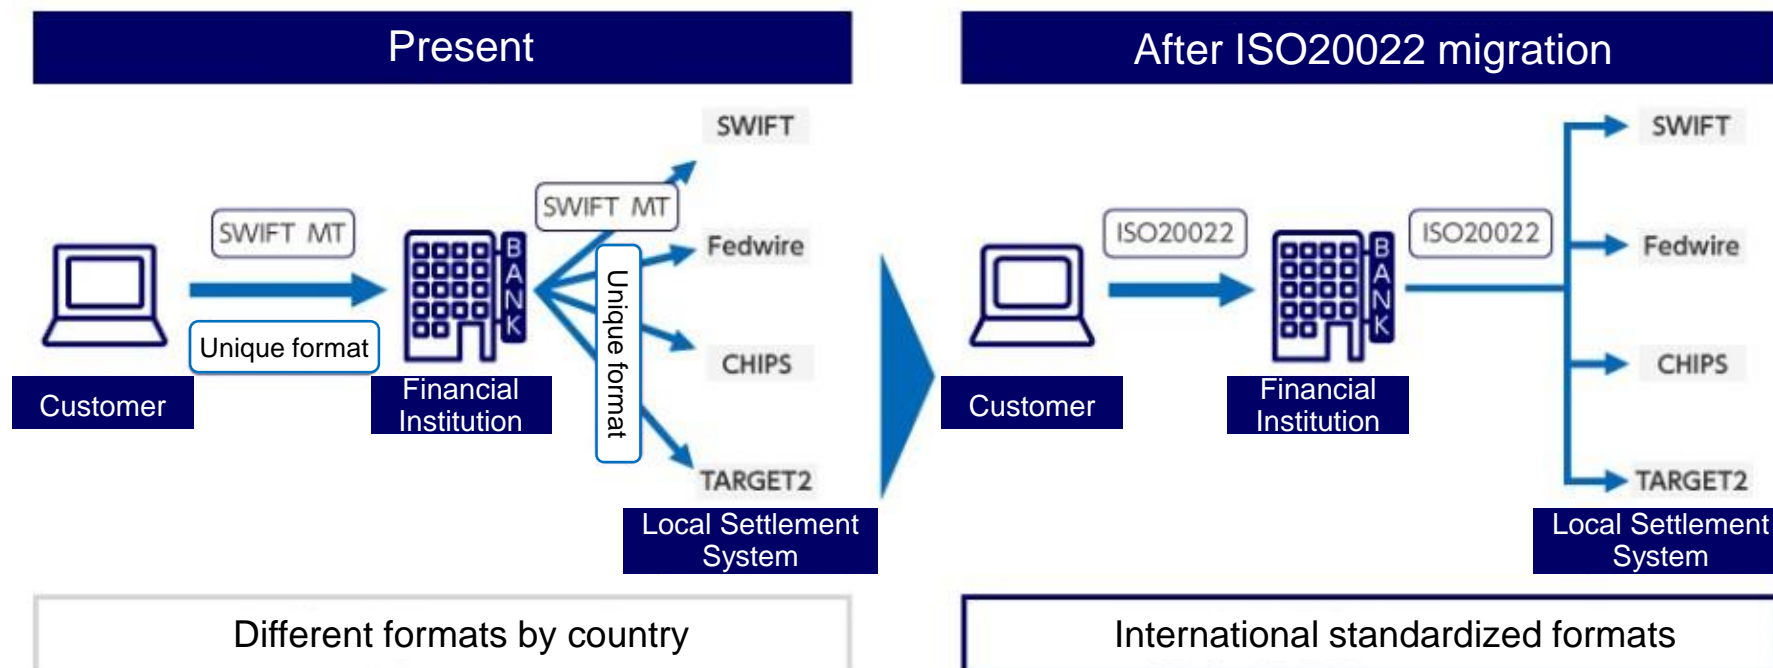 Present
SWIFT
SWIFT MT
SWIFT MT
BANK
Fedwire
Unique format
Unique format
CHIPS
Customer
Financial
Institution
TARGET2
Local Settlement
System
Different formats by country
After ISO20022 migration
SWIFT
ISO20022
ISO20022
BANK
Fedwire
CHIPS
Customer
Financial
Institution
TARGET2
Local Settlement
System
International standardized formats